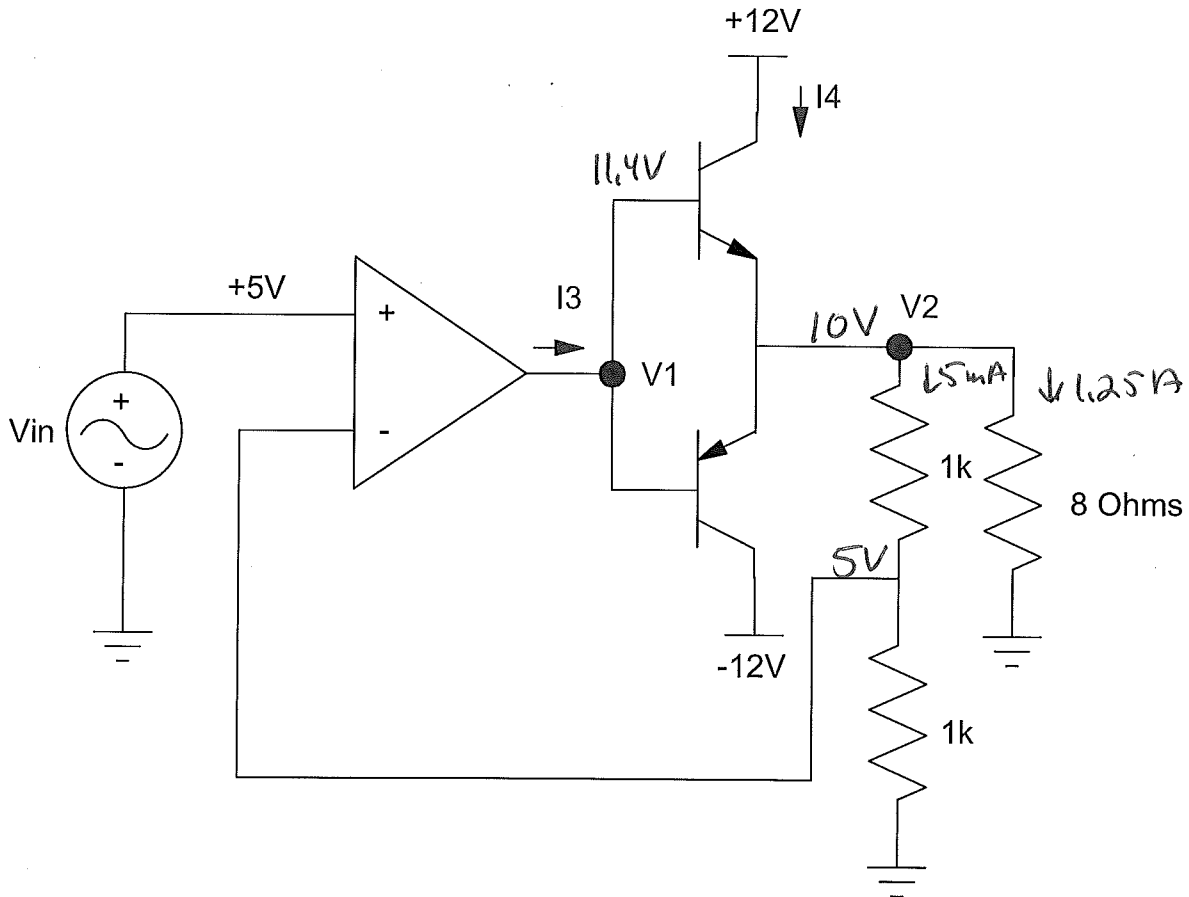 +12V
I4
11.4V
+5V
I3
+
V2
10V
V1
↓5mA
↓1.25A
Vin
+
-
-
1k
8 Ohms
5V
-12V
1k